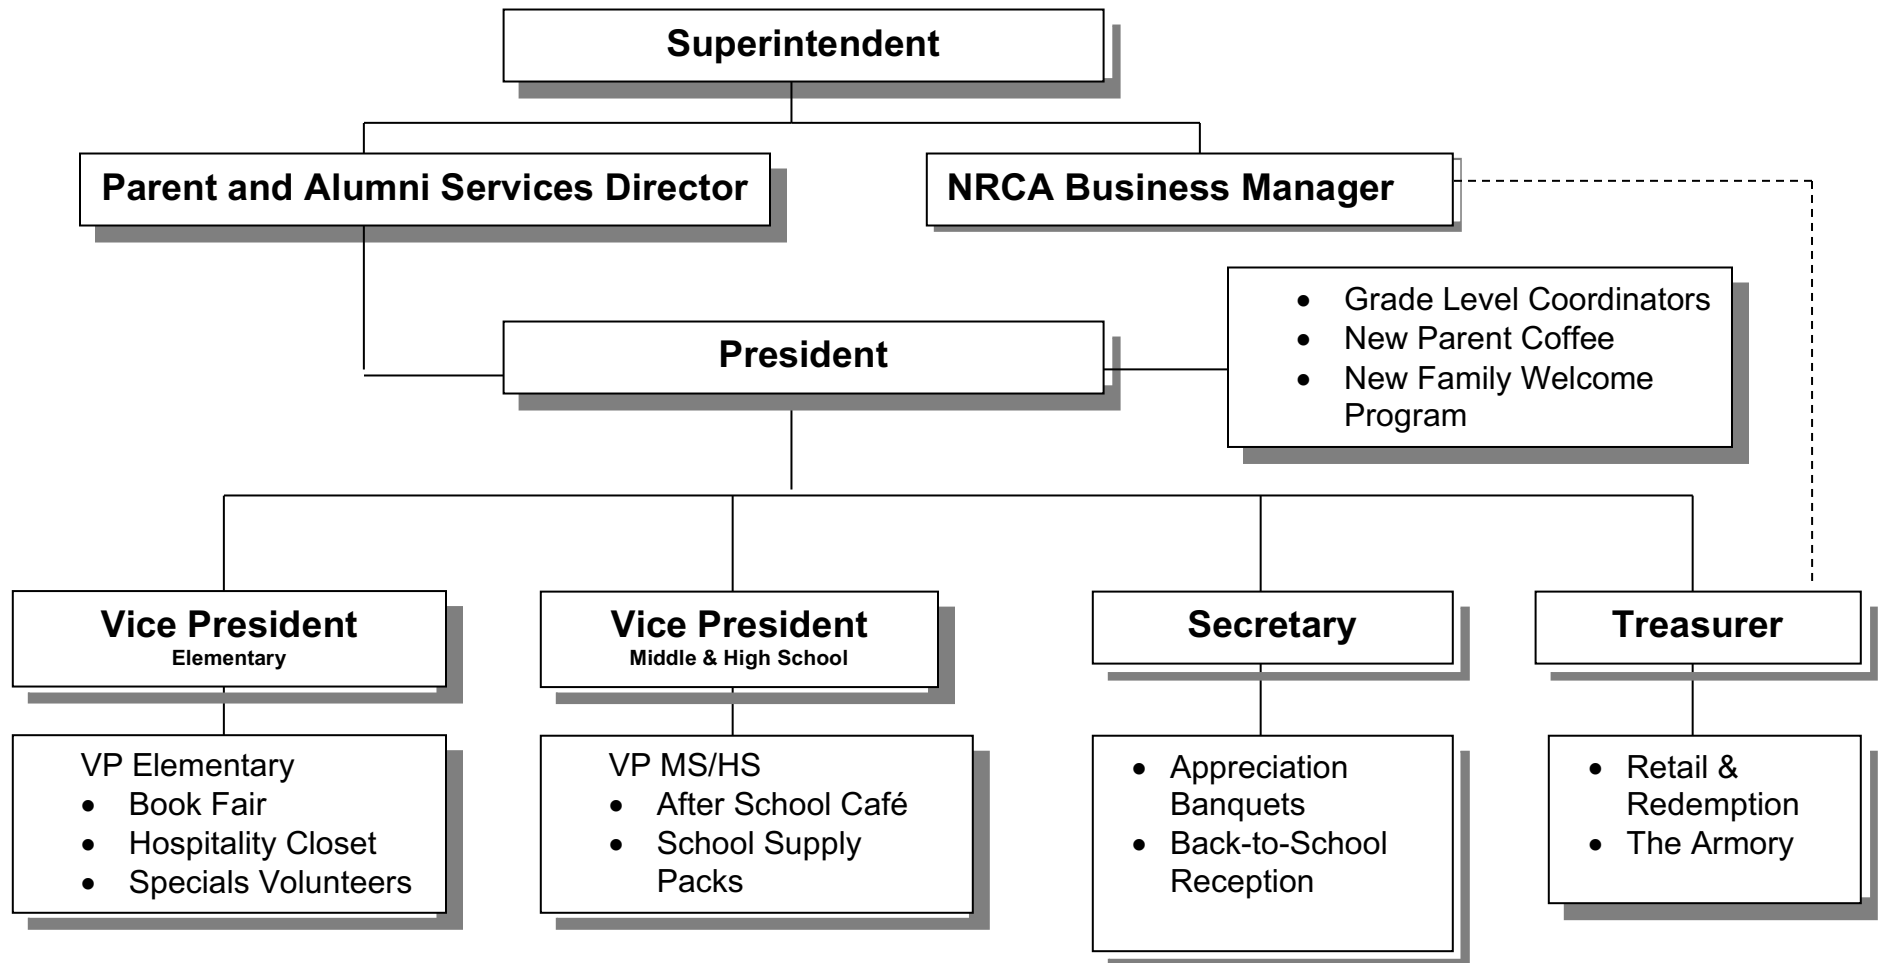 Superintendent
Parent and Alumni Services Director
NRCA Business Manager
• Grade Level Coordinators
• New Parent Coffee
• New Family Welcome
Program
President
Vice President
Elementary
Vice President
Middle & High School
Secretary
Treasurer
VP Elementary
• Book Fair
• Hospitality Closet
• Specials Volunteers
VP MS/HS
• After School Café
• School Supply
Packs
• Appreciation
Banquets
• Back-to-School
Reception
• Retail &
Redemption
• The Armory